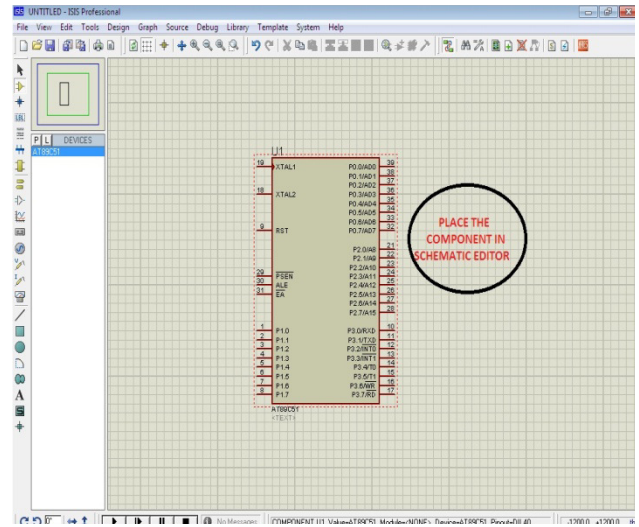 UNTITLED - ISIS Professional
File View Edit Tools Design Graph Source Debug Library Template System Help
P L DEVICES
AT89C51
U1
19 XTAL1 P0.0/AD0 39
P0.1/AD1 38
P0.2/AD2 37
18 XTAL2 P0.3/AD3 36
P0.4/AD4 35
P0.5/AD5 34
P0.6/AD6 33
9 RST P0.7/AD7 32
P2.0/A8 21
P2.1/A9 22
P2.2/A10 23
29 PSEN P2.3/A11 24
30 ALE P2.4/A12 25
31 EA P2.5/A13 26
P2.6/A14 27
P2.7/A15 28
1 P1.0 P3.0/RXD 10
2 P1.1 P3.1/TXD 11
3 P1.2 P3.2/INT0 12
4 P1.3 P3.3/INT1 13
5 P1.4 P3.4/T0 14
6 P1.5 P3.5/T1 15
7 P1.6 P3.6/WR 16
8 P1.7 P3.7/RD 17
AT89C51
<TEXT>
PLACE THE
COMPONENT IN
SCHEMATIC EDITOR
No Messages COMPONENT U1, Value=AT89C51, Module=<NONE>, Device=AT89C51, Pinout=DIL40 -1200.0 +1200.0